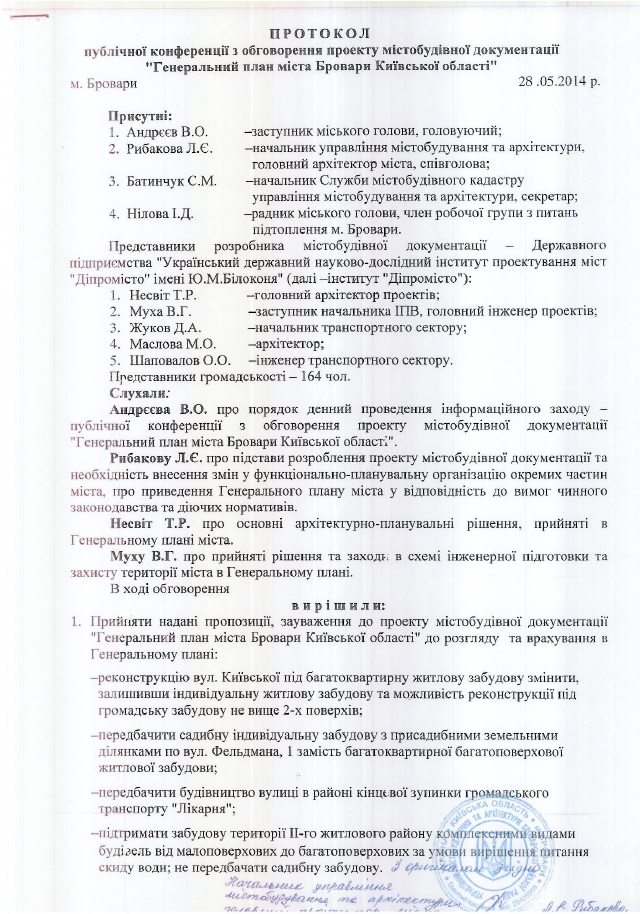 ПРОТОКОЛ
публічної конференції з обговорення проекту містобудівної документації
"Генеральний план міста Бровари Київської області"
м. Бровари 28 .05.2014 р.
Присутні:
1. Андрєєв В.О. –заступник міського голови, головуючий;
2. Рибакова Л.Є. –начальник управління містобудування та архітектури,
головний архітектор міста, співголова;
3. Батинчук С.М. –начальник Служби містобудівного кадастру
управління містобудування та архітектури, секретар;
4. Нілова І.Д. –радник міського голови, член робочої групи з питань
підтоплення м. Бровари.
Представники розробника містобудівної документації – Державного
підприємства "Український державний науково-дослідний інститут проектування міст
"Діпромісто" імені Ю.М.Білоконя" (далі –інститут "Діпромісто"):
1. Несвіт Т.Р. –головний архітектор проектів;
2. Муха В.Г. –заступник начальника ІПВ, головний інженер проектів;
3. Жуков Д.А. –начальник транспортного сектору;
4. Маслова М.О. –архітектор;
5. Шаповалов О.О. –інженер транспортного сектору.
Представники громадськості – 164 чол.
Слухали:
Андрєєва В.О. про порядок денний проведення інформаційного заходу –
публічної конференції з обговорення проекту містобудівної документації
"Генеральний план міста Бровари Київської області".
Рибакову Л.Є. про підстави розроблення проекту містобудівної документації та
необхідність внесення змін у функціонально-планувальну організацію окремих частин
міста, про приведення Генерального плану міста у відповідність до вимог чинного
законодавства та діючих нормативів.
Несвіт Т.Р. про основні архітектурно-планувальні рішення, прийняті в
Генеральному плані міста.
Муху В.Г. про прийняті рішення та заходи в схемі інженерної підготовки та
захисту території міста в Генеральному плані.
В ході обговорення
вирішили:
1. Прийняти надані пропозиції, зауваження до проекту містобудівної документації
"Генеральний план міста Бровари Київської області" до розгляду та врахування в
Генеральному плані:
–реконструкцію вул. Київської під багатоквартирну житлову забудову змінити,
залишивши індивідуальну житлову забудову та можливість реконструкції під
громадську забудову не вище 2-х поверхів;
–передбачити садибну індивідуальну забудову з присадибними земельними
ділянками по вул. Фельдмана, 1 замість багатоквартирної багатоповерхової
житлової забудови;
–передбачити будівництво вулиці в районі кінцевої зупинки громадського
транспорту "Лікарня";
–підтримати забудову території ІІ-го житлового району комплексними видами
будівель від малоповерхових до багатоповерхових за умови вирішення питання
скиду води; не передбачати садибну забудову. З оригіналом згідно
Начальник управління
містобудування та архітектури
КИЇВСЬКА ОБЛАСТЬ